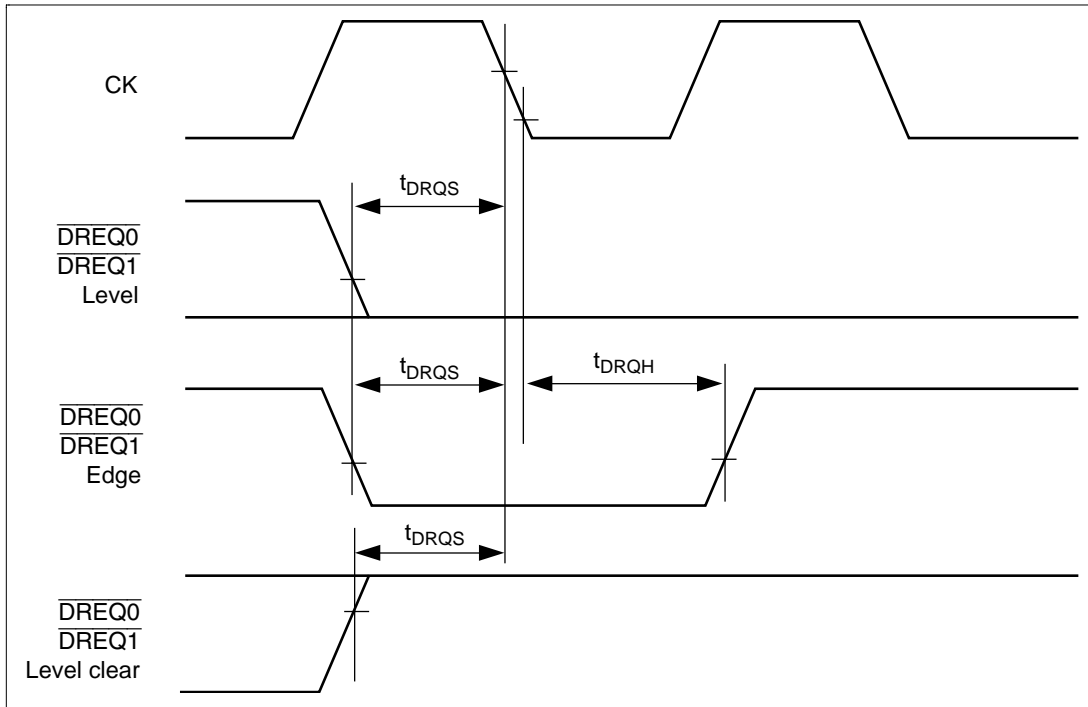 CK
tDRQS
DREQ0
DREQ1
Level
tDRQS
tDRQH
DREQ0
DREQ1
Edge
tDRQS
DREQ0
DREQ1
Level clear